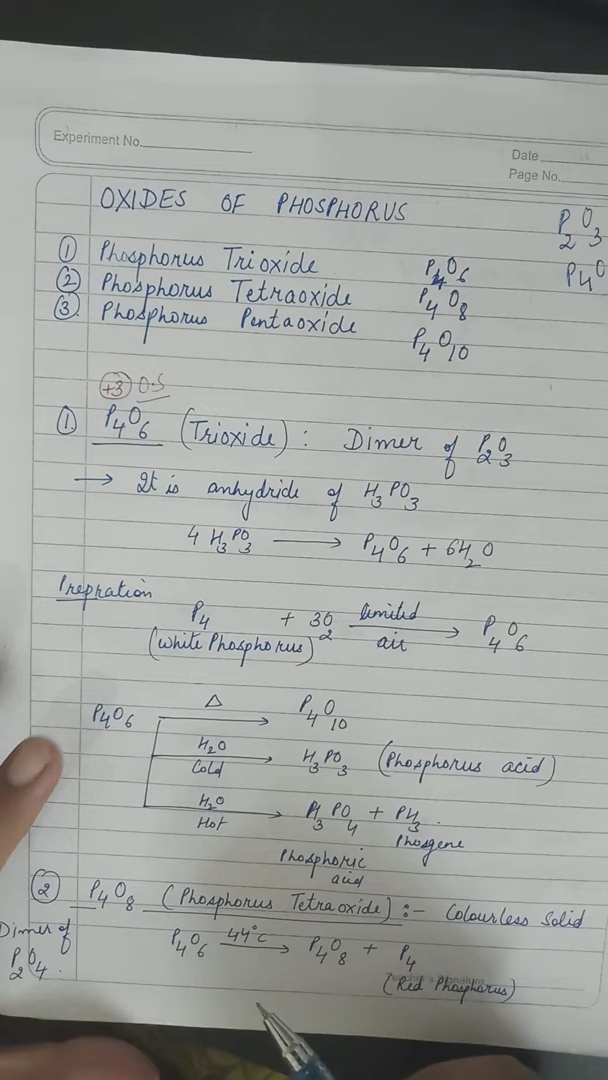 Experiment No.
Date
Page No.
OXIDES OF PHOSPHORUS
P2O3
① Phosphorus Trioxide P4O6
P4O
② Phosphorus Tetraoxide P4O8
③ Phosphorus Pentaoxide P4O10
+3 O.S
① P4O6 (Trioxide) : Dimer of P2O3
→ It is anhydride of H3PO3
4 H3PO3 → P4O6 + 6H2O
Prepration
P4 + 3O2 limited air → P4O6
(White Phosphorus)
P4O6 Δ → P4O10
H2O Cold → H3PO3 (Phosphorus acid)
H2O Hot → H3PO4 + PH3.
Phosgene
Phosphoric acid
② P4O8 (Phosphorus Tetraoxide) :- Colourless Solid
Dimer of P2O4.
P4O6 44°C → P4O8 + P4
(Red Phosphorus)
Teacher's Signature